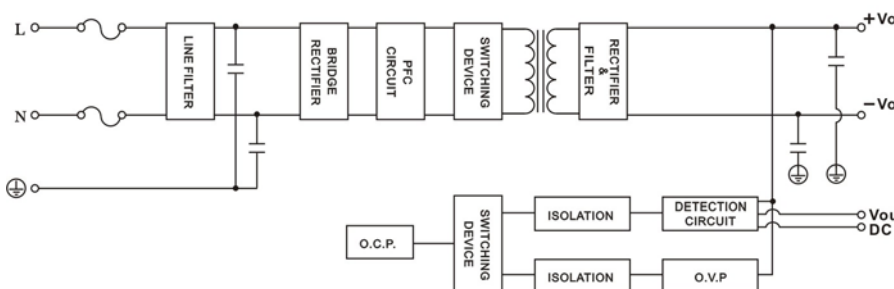 L
N
LINE FILTER
BRIDGE
RECTIFIER
PFC
CIRCUIT
SWITCHING
DEVICE
RECTIFIER
&
FILTER
+Vo
−Vo
O.C.P.
SWITCHING
DEVICE
ISOLATION
DETECTION
CIRCUIT
Vou
DC
ISOLATION
O.V.P